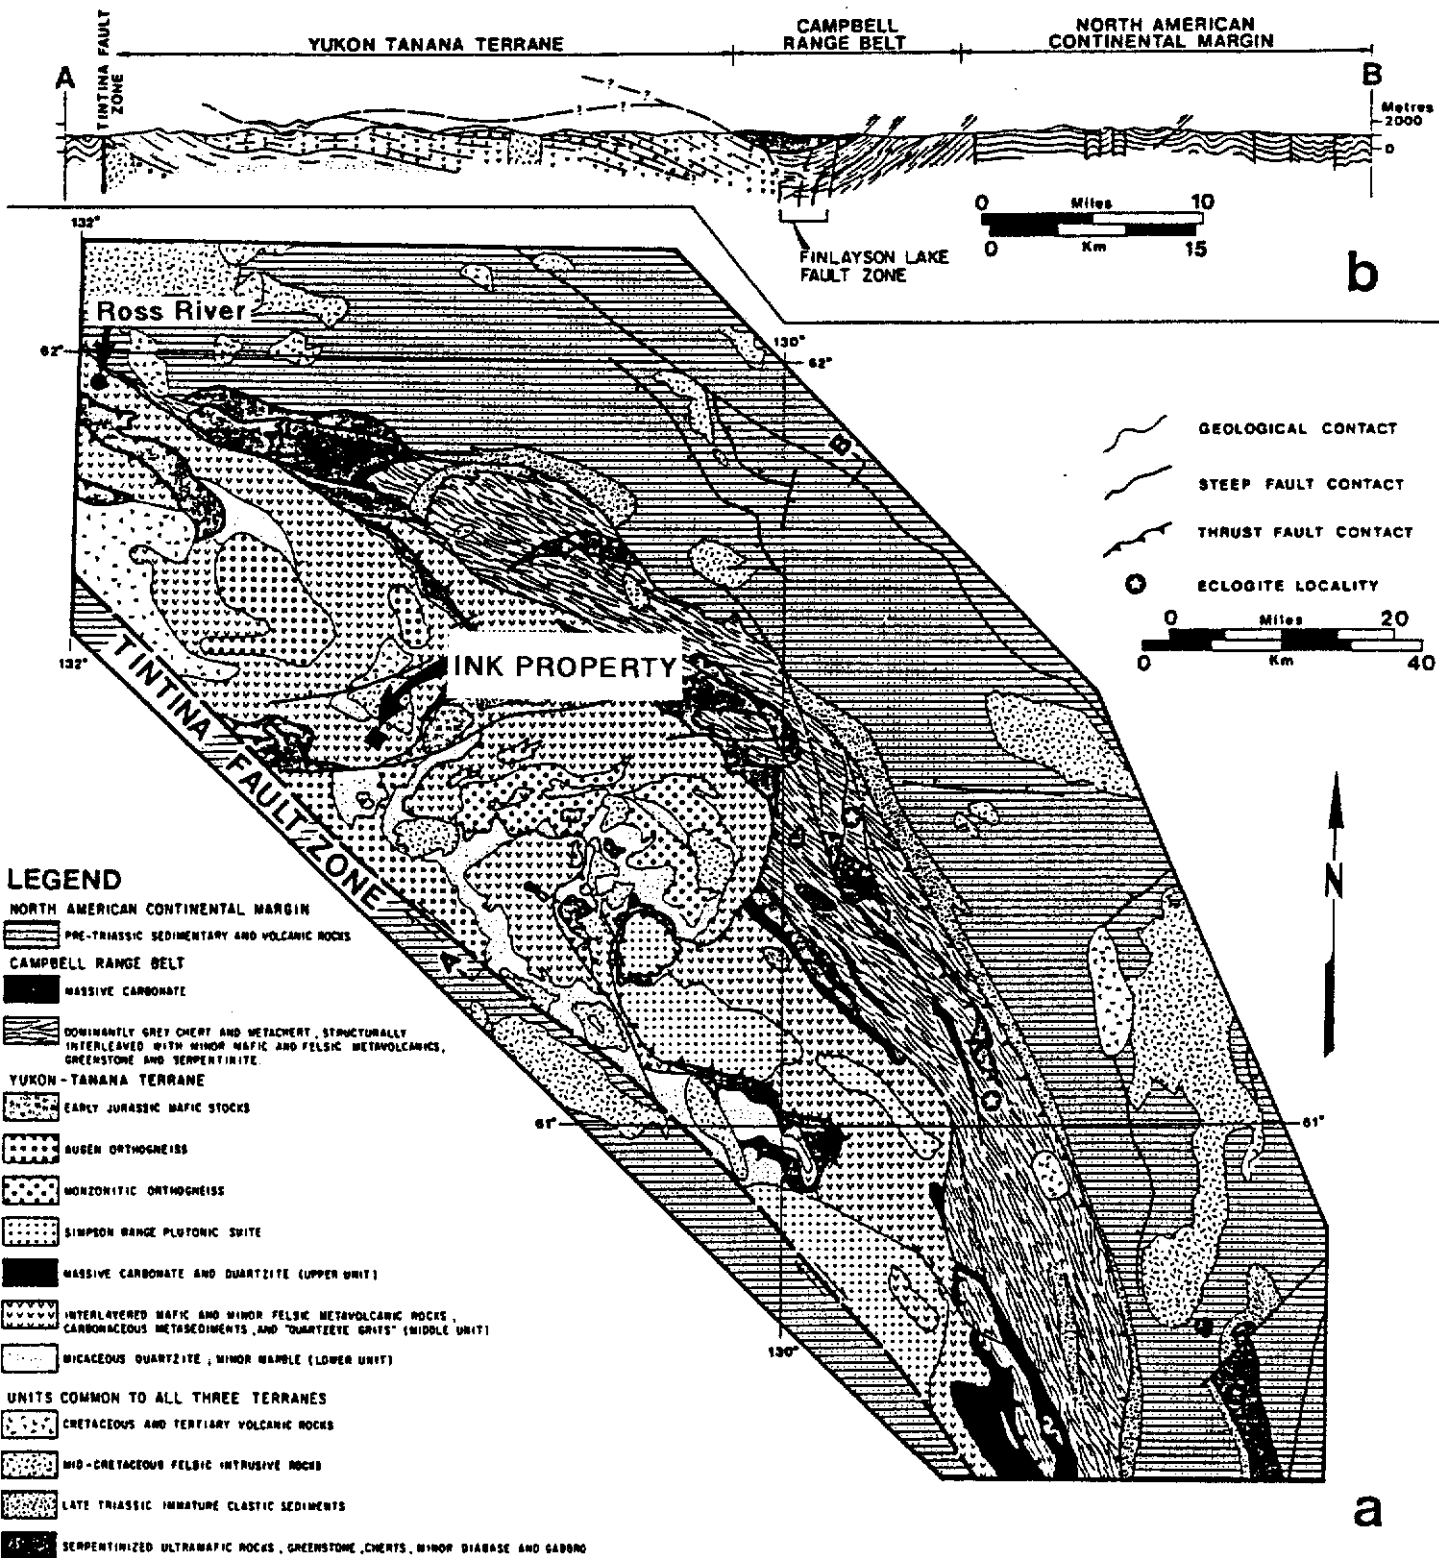 TINTINA FAULT
ZONE
YUKON TANANA TERRANE
CAMPBELL
RANGE BELT
NORTH AMERICAN
CONTINENTAL MARGIN
A
B
Metres
2000
0
? ? ?
0 Miles 10
0 Km 15
FINLAYSON LAKE
FAULT ZONE
b
132°
Ross River
62°
130°
62°
B
GEOLOGICAL CONTACT
STEEP FAULT CONTACT
THRUST FAULT CONTACT
ECLOGITE LOCALITY
0 Miles 20
0 Km 40
132°
INK PROPERTY
TINTINA FAULT ZONE
A
N
61°
61°
130°
a
LEGEND
NORTH AMERICAN CONTINENTAL MARGIN
PRE-TRIASSIC SEDIMENTARY AND VOLCANIC ROCKS
CAMPBELL RANGE BELT
MASSIVE CARBONATE
DOMINANTLY GREY CHERT AND METACHERT, STRUCTURALLY
INTERLEAVED WITH MINOR MAFIC AND FELSIC METAVOLCANICS,
GREENSTONE AND SERPENTINITE.
YUKON-TANANA TERRANE
EARLY JURASSIC MAFIC STOCKS
AUGEN ORTHOGNEISS
MONZONITIC ORTHOGNEISS
SIMPSON RANGE PLUTONIC SUITE
MASSIVE CARBONATE AND QUARTZITE (UPPER UNIT)
INTERLAYERED MAFIC AND MINOR FELSIC METAVOLCANIC ROCKS,
CARBONACEOUS METASEDIMENTS, AND "QUARTZEYE GRITS" (MIDDLE UNIT)
MICACEOUS QUARTZITE; MINOR MARBLE (LOWER UNIT)
UNITS COMMON TO ALL THREE TERRANES
CRETACEOUS AND TERTIARY VOLCANIC ROCKS
MID-CRETACEOUS FELSIC INTRUSIVE ROCKS
LATE TRIASSIC IMMATURE CLASTIC SEDIMENTS
SERPENTINIZED ULTRAMAFIC ROCKS, GREENSTONE, CHERTS, MINOR DIABASE AND GABBRO